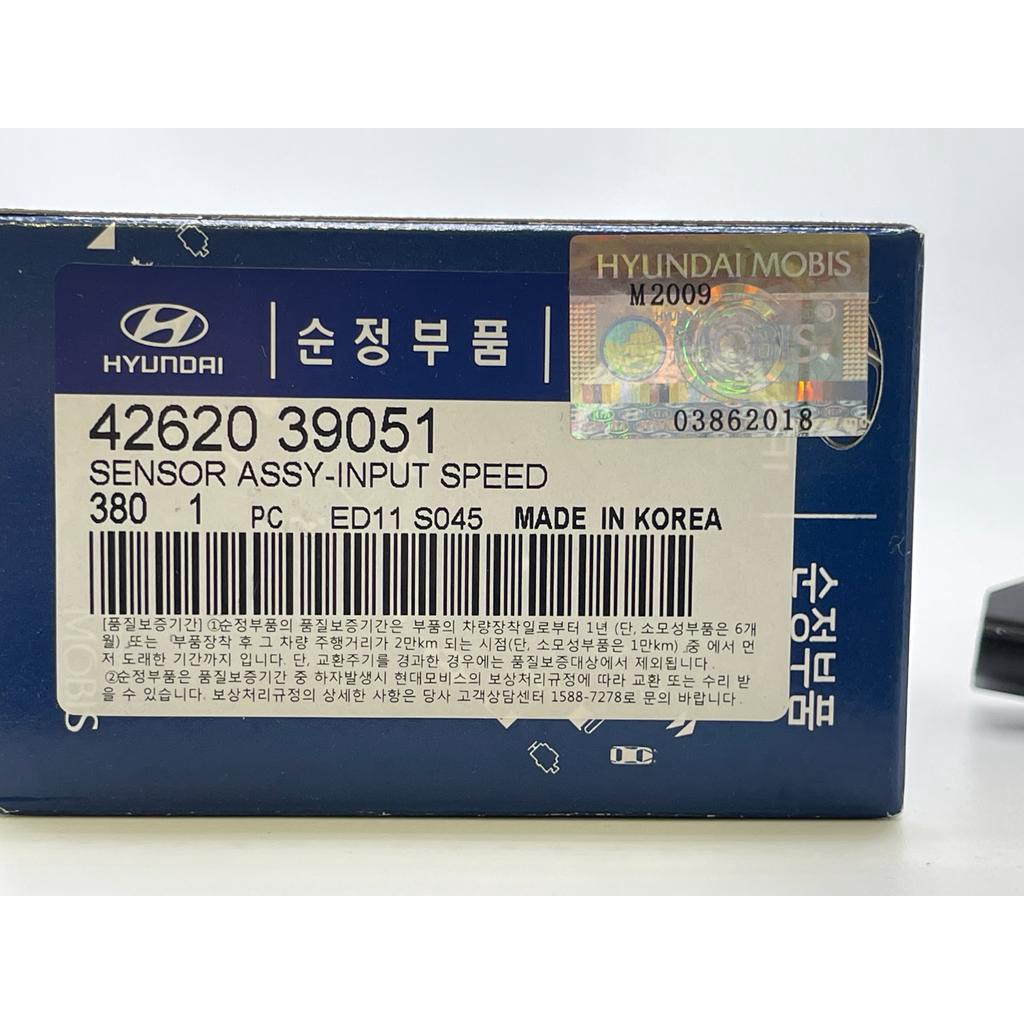 HYUNDAI
순정부품
HYUNDAI MOBIS
M2009
03862018
42620 39051
SENSOR ASSY-INPUT SPEED
380 1 PC ED11 S045 MADE IN KOREA
[품질보증기간] ①순정부품의 품질보증기간은 부품의 차량장착일로부터 1년 (단, 소모성부품은 6개
월) 또는 『부품장착 후 그 차량 주행거리가 2만km 되는 시점(단, 소모성부품은 1만km)』중 에서 먼
저 도래한 기간까지 입니다. 단, 교환주기를 경과한 경우에는 품질보증대상에서 제외됩니다.
②순정부품은 품질보증기간 중 하자발생시 현대모비스의 보상처리규정에 따라 교환 또는 수리 받
을 수 있습니다. 보상처리규정의 상세한 사항은 당사 고객상담센터 1588-7278로 문의 바랍니다.
순정부품
MOBIS